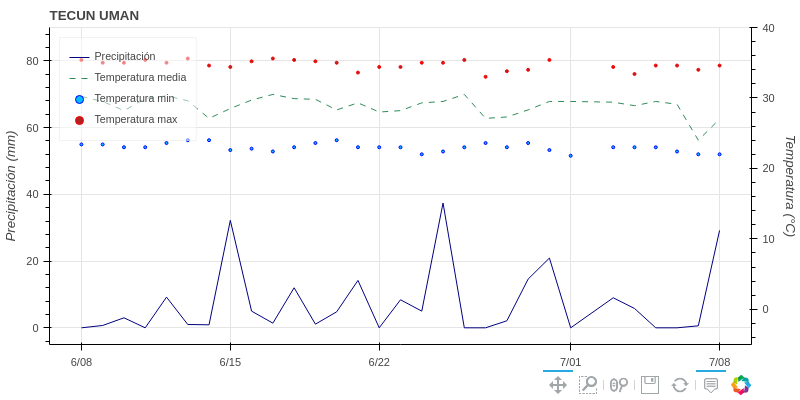 TECUN UMAN
Precipitación
Temperatura media
Temperatura min
Temperatura max
Precipitación (mm)
80
60
40
20
0
Temperatura (°C)
40
30
20
10
0
6/08
6/15
6/22
7/01
7/08